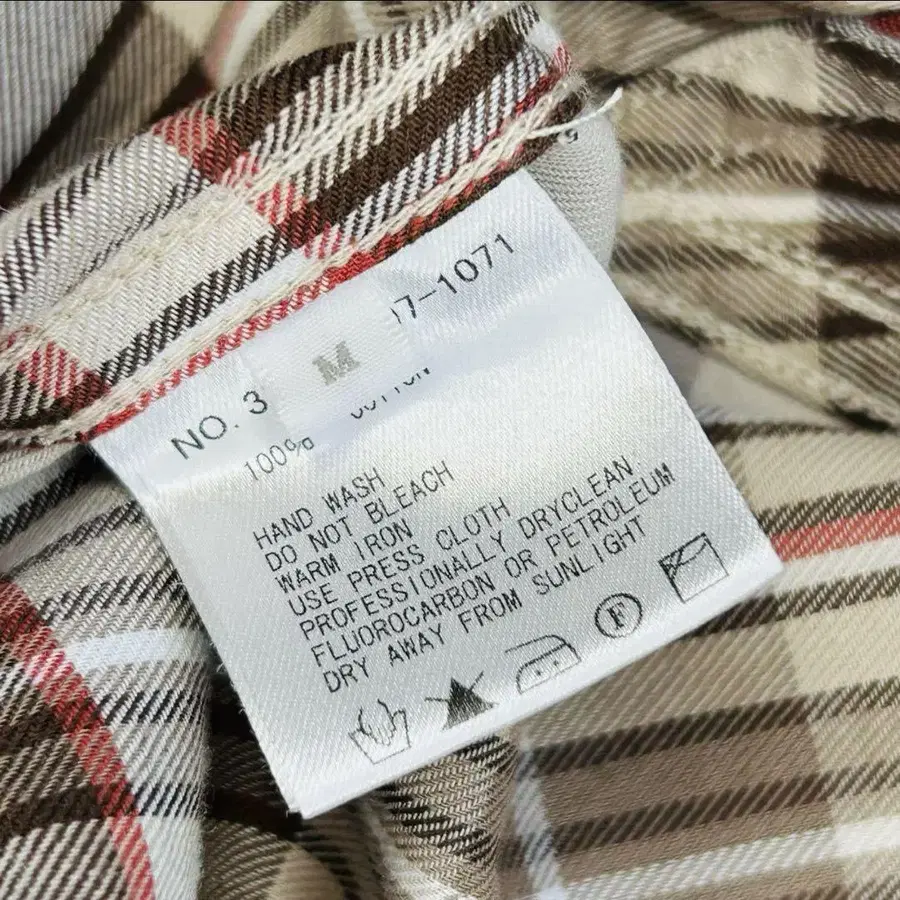 NO. 3 7-1071
M
100% COTTON
HAND WASH
DO NOT BLEACH
WARM IRON
USE PRESS CLOTH
PROFESSIONALLY DRYCLEAN
FLUOROCARBON OR PETROLEUM
DRY AWAY FROM SUNLIGHT
F